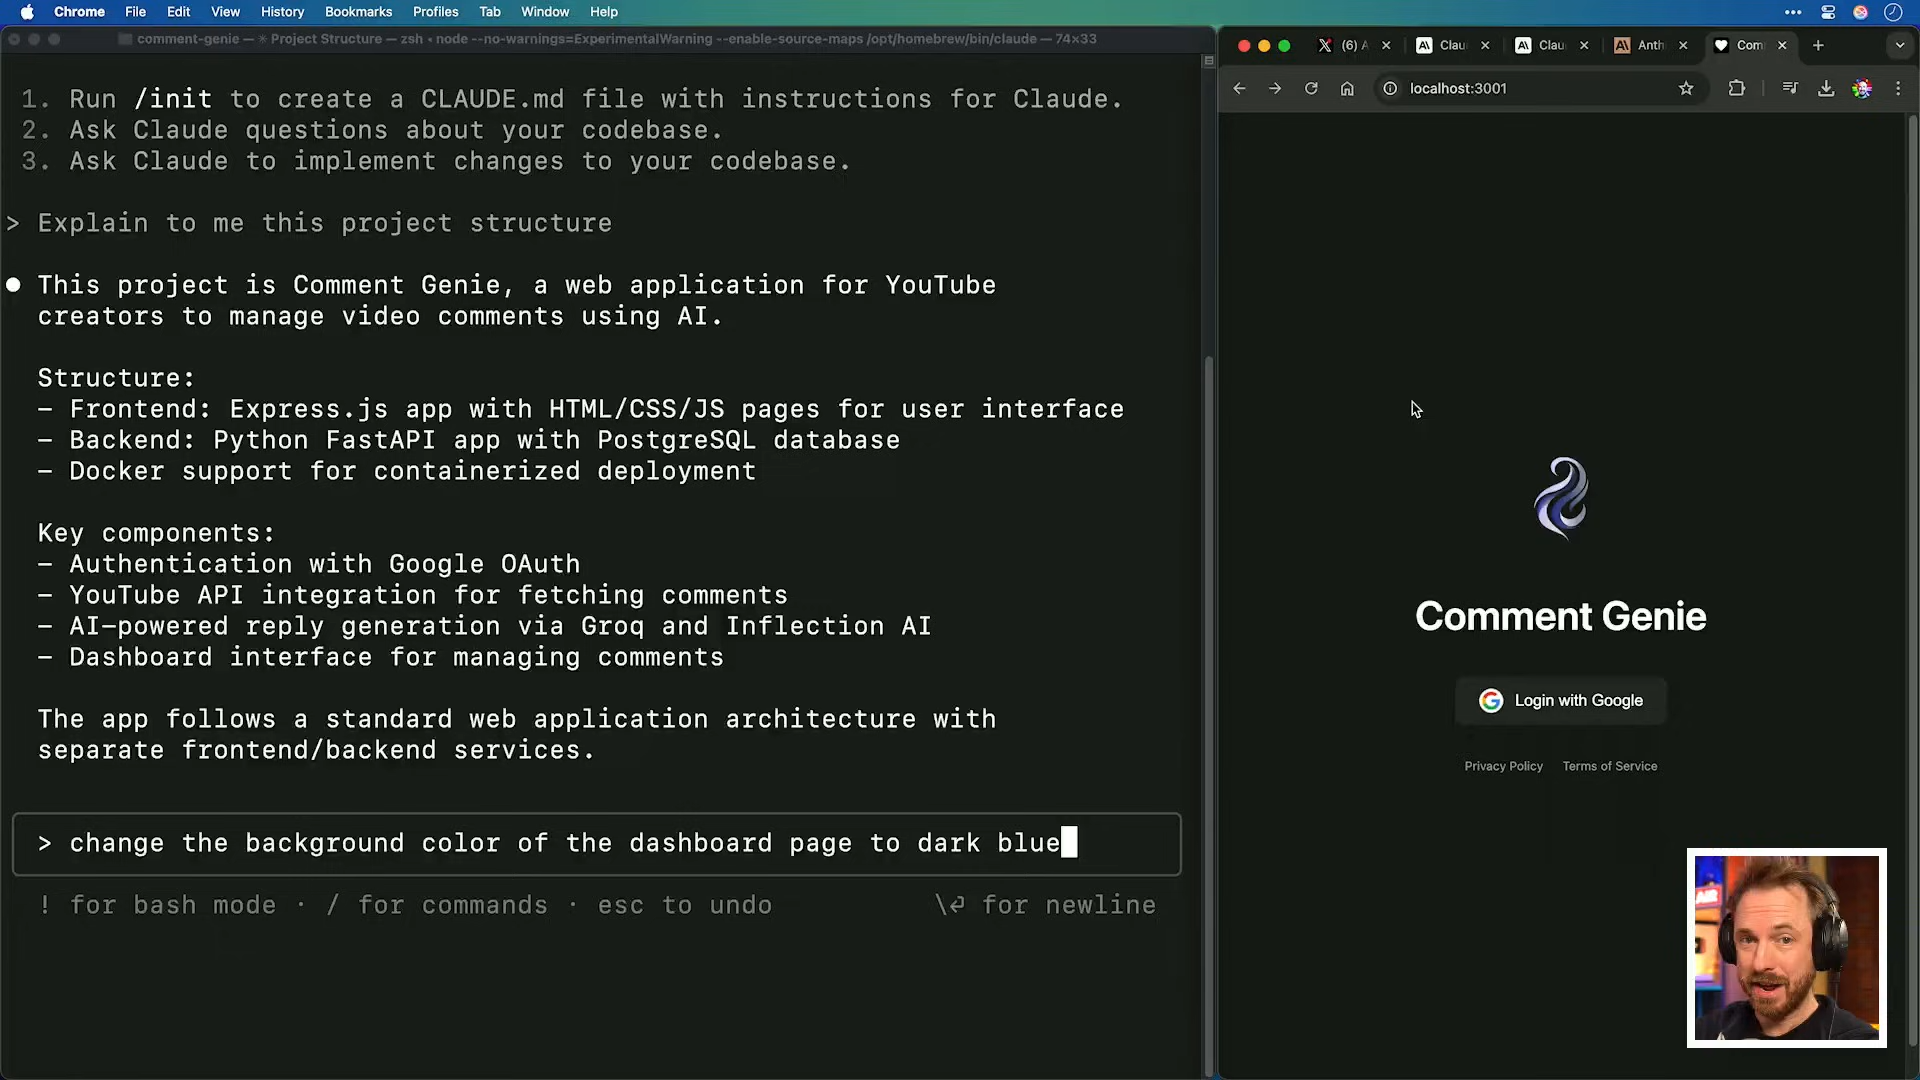 Chrome File Edit View History Bookmarks Profiles Tab Window Help
comment-genie — ✳ Project Structure — zsh • node --no-warnings=ExperimentalWarning --enable-source-maps /opt/homebrew/bin/claude — 74×33
1. Run /init to create a CLAUDE.md file with instructions for Claude.
2. Ask Claude questions about your codebase.
3. Ask Claude to implement changes to your codebase.
> Explain to me this project structure
● This project is Comment Genie, a web application for YouTube
creators to manage video comments using AI.
Structure:
– Frontend: Express.js app with HTML/CSS/JS pages for user interface
– Backend: Python FastAPI app with PostgreSQL database
– Docker support for containerized deployment
Key components:
– Authentication with Google OAuth
– YouTube API integration for fetching comments
– AI–powered reply generation via Groq and Inflection AI
– Dashboard interface for managing comments
The app follows a standard web application architecture with
separate frontend/backend services.
> change the background color of the dashboard page to dark blue
! for bash mode · / for commands · esc to undo
\⏎ for newline
(6) A
Clau
Clau
Anth
Com
localhost:3001
Comment Genie
Login with Google
Privacy Policy Terms of Service